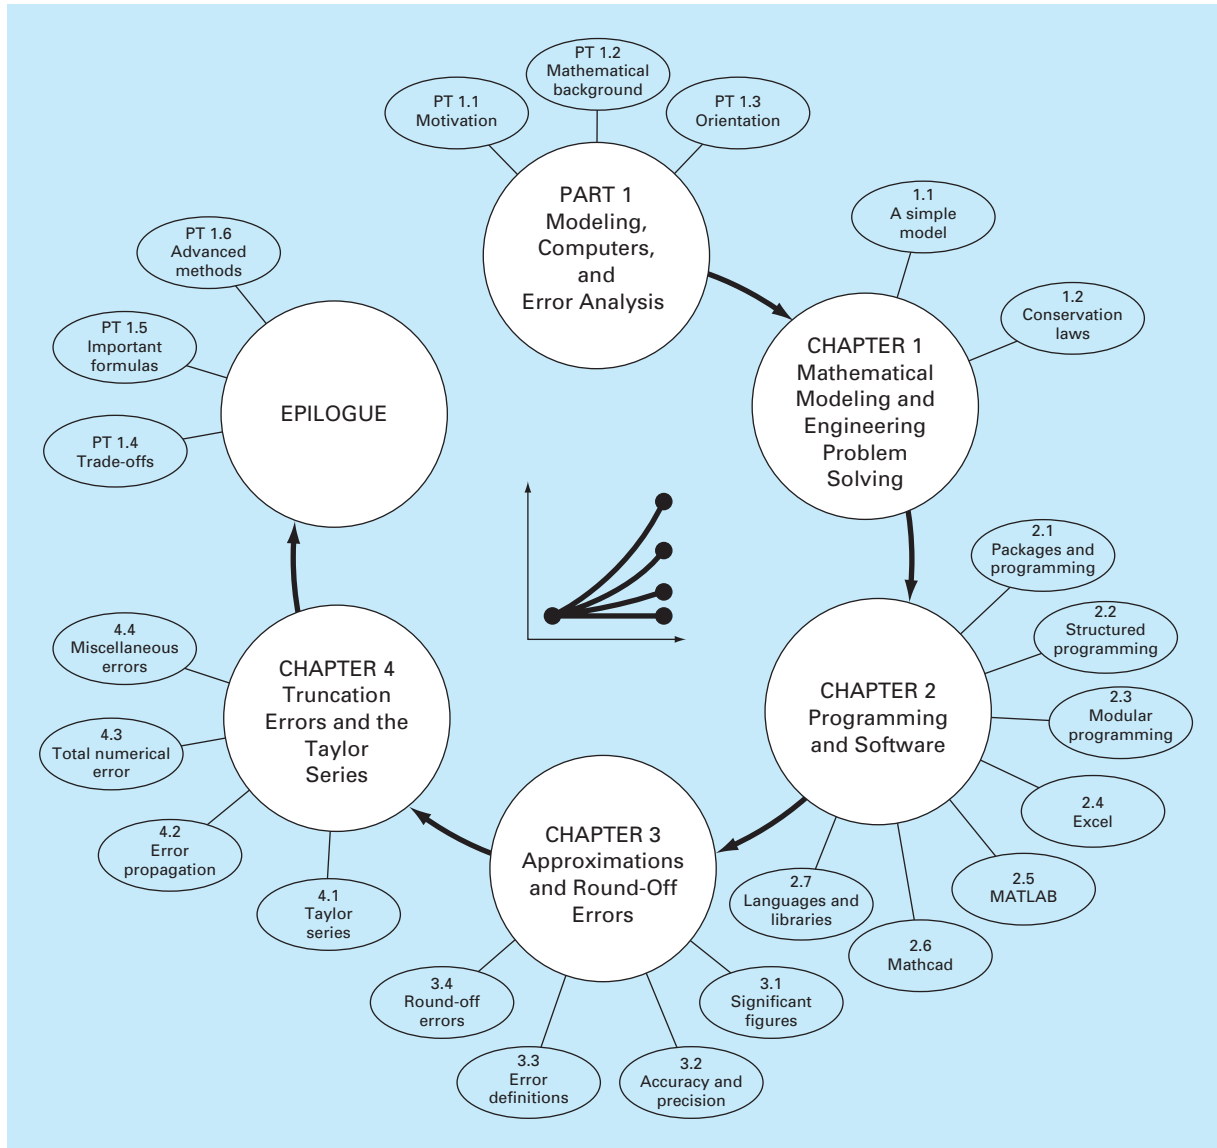 PT 1.1
Motivation
PT 1.2
Mathematical
background
PT 1.3
Orientation
PART 1
Modeling,
Computers,
and
Error Analysis
1.1
A simple
model
1.2
Conservation
laws
CHAPTER 1
Mathematical
Modeling and
Engineering
Problem
Solving
2.1
Packages and
programming
2.2
Structured
programming
2.3
Modular
programming
2.4
Excel
2.5
MATLAB
2.6
Mathcad
2.7
Languages and
libraries
CHAPTER 2
Programming
and Software
CHAPTER 3
Approximations
and Round-Off
Errors
3.1
Significant
figures
3.2
Accuracy and
precision
3.3
Error
definitions
3.4
Round-off
errors
CHAPTER 4
Truncation
Errors and the
Taylor
Series
4.1
Taylor
series
4.2
Error
propagation
4.3
Total numerical
error
4.4
Miscellaneous
errors
EPILOGUE
PT 1.4
Trade-offs
PT 1.5
Important
formulas
PT 1.6
Advanced
methods